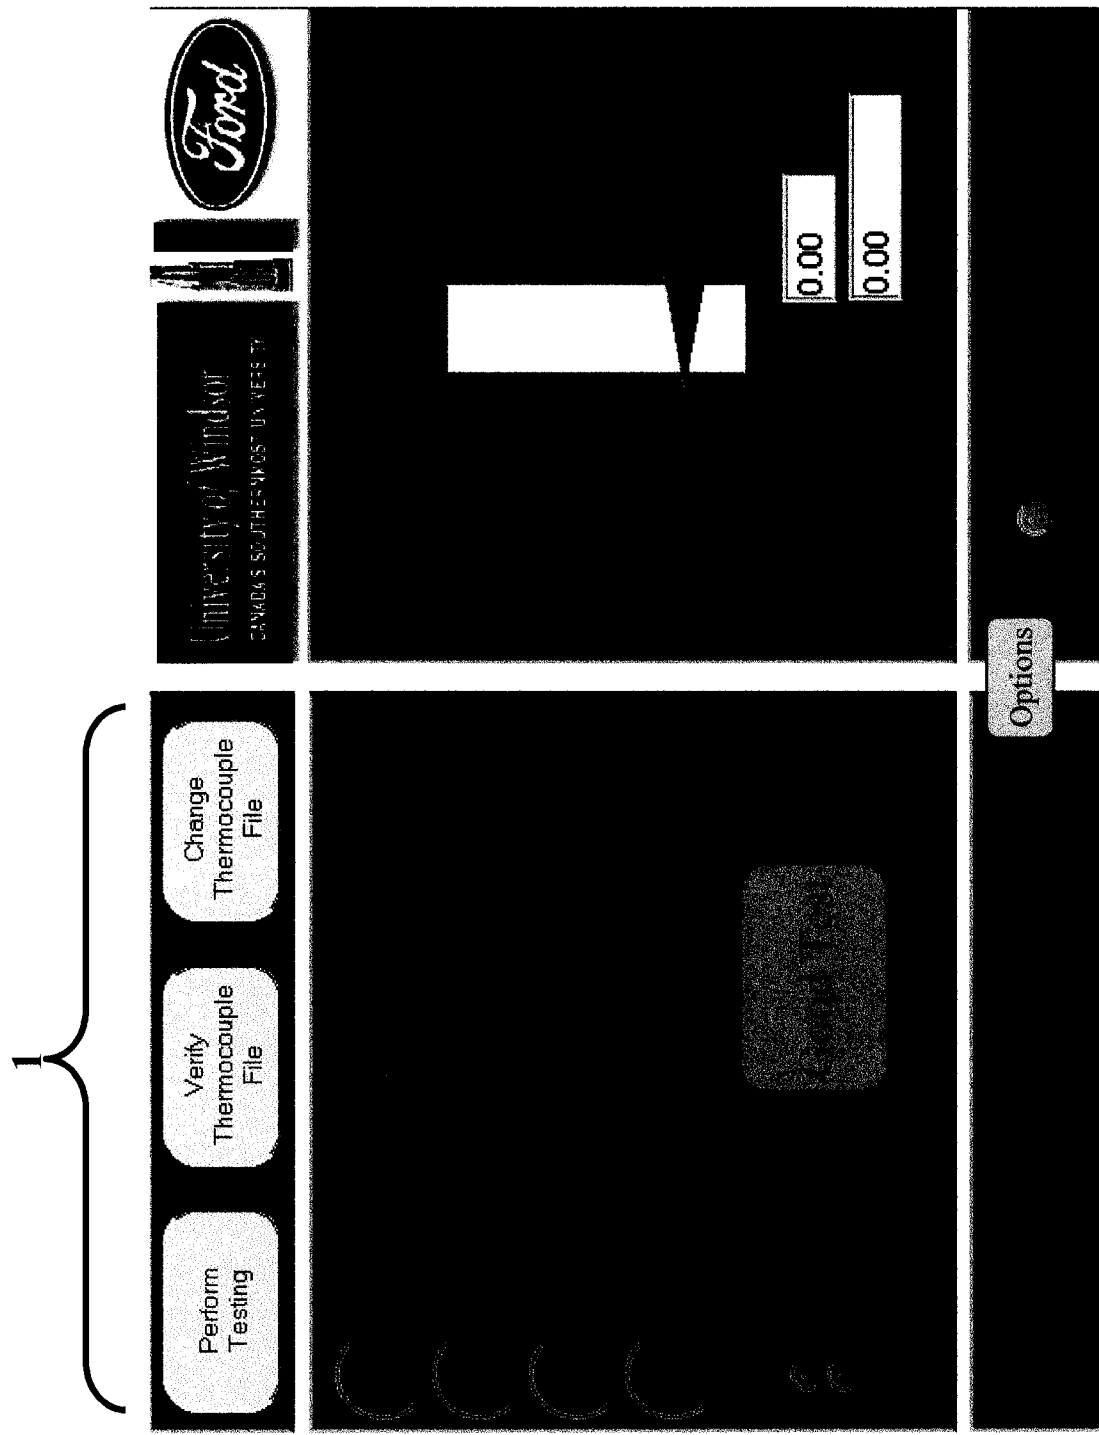 1
Perform
Testing
Verify
Thermocouple
File
Change
Thermocouple
File
University of Windsor
CANADA'S SOUTHERNMOST UNIVERSITY
Ford
0.00
0.00
Options